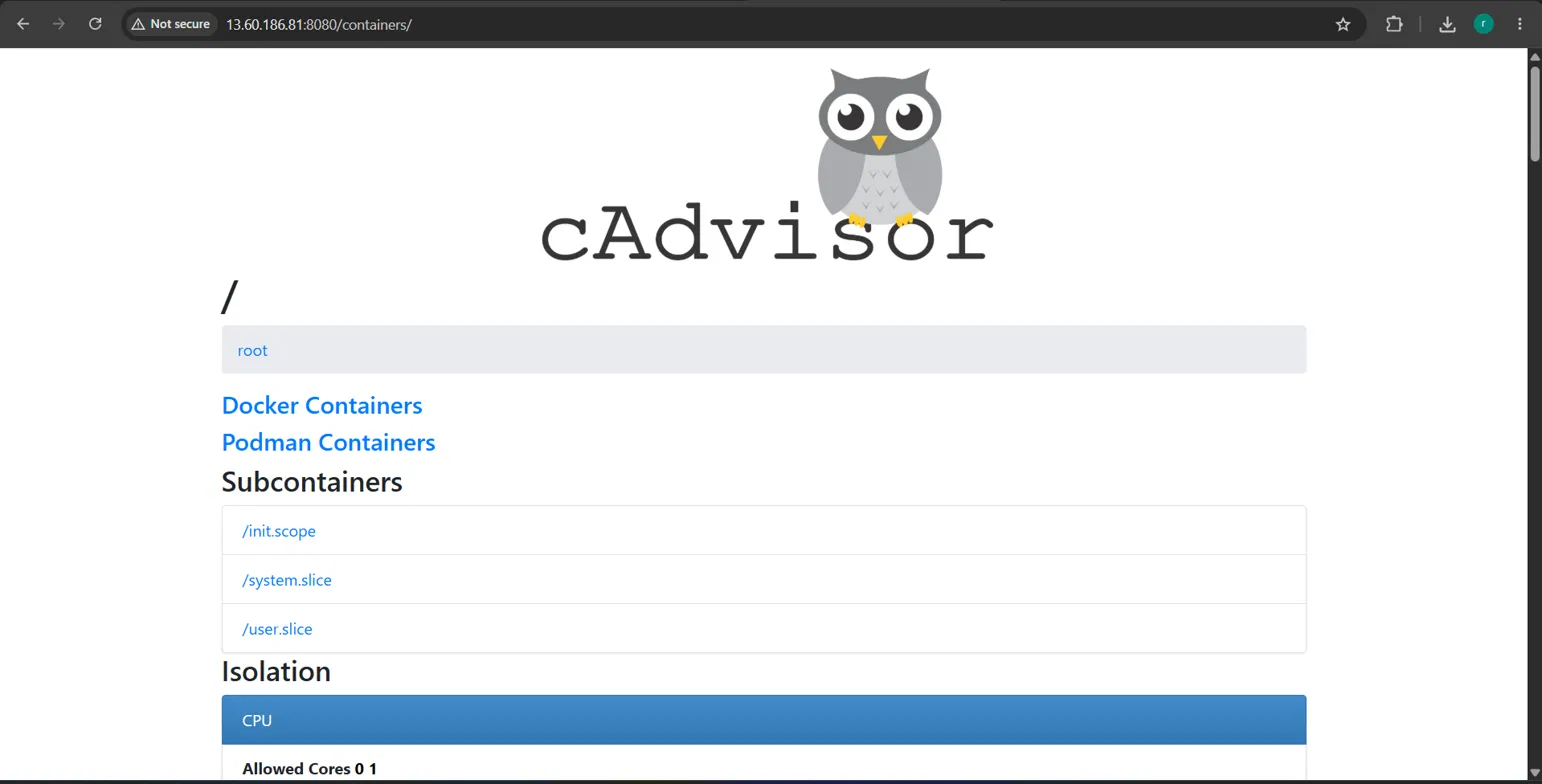 Not secure 13.60.186.81:8080/containers/
r
cAdvisor
/
root
Docker Containers
Podman Containers
Subcontainers
/init.scope
/system.slice
/user.slice
Isolation
CPU
Allowed Cores 0 1